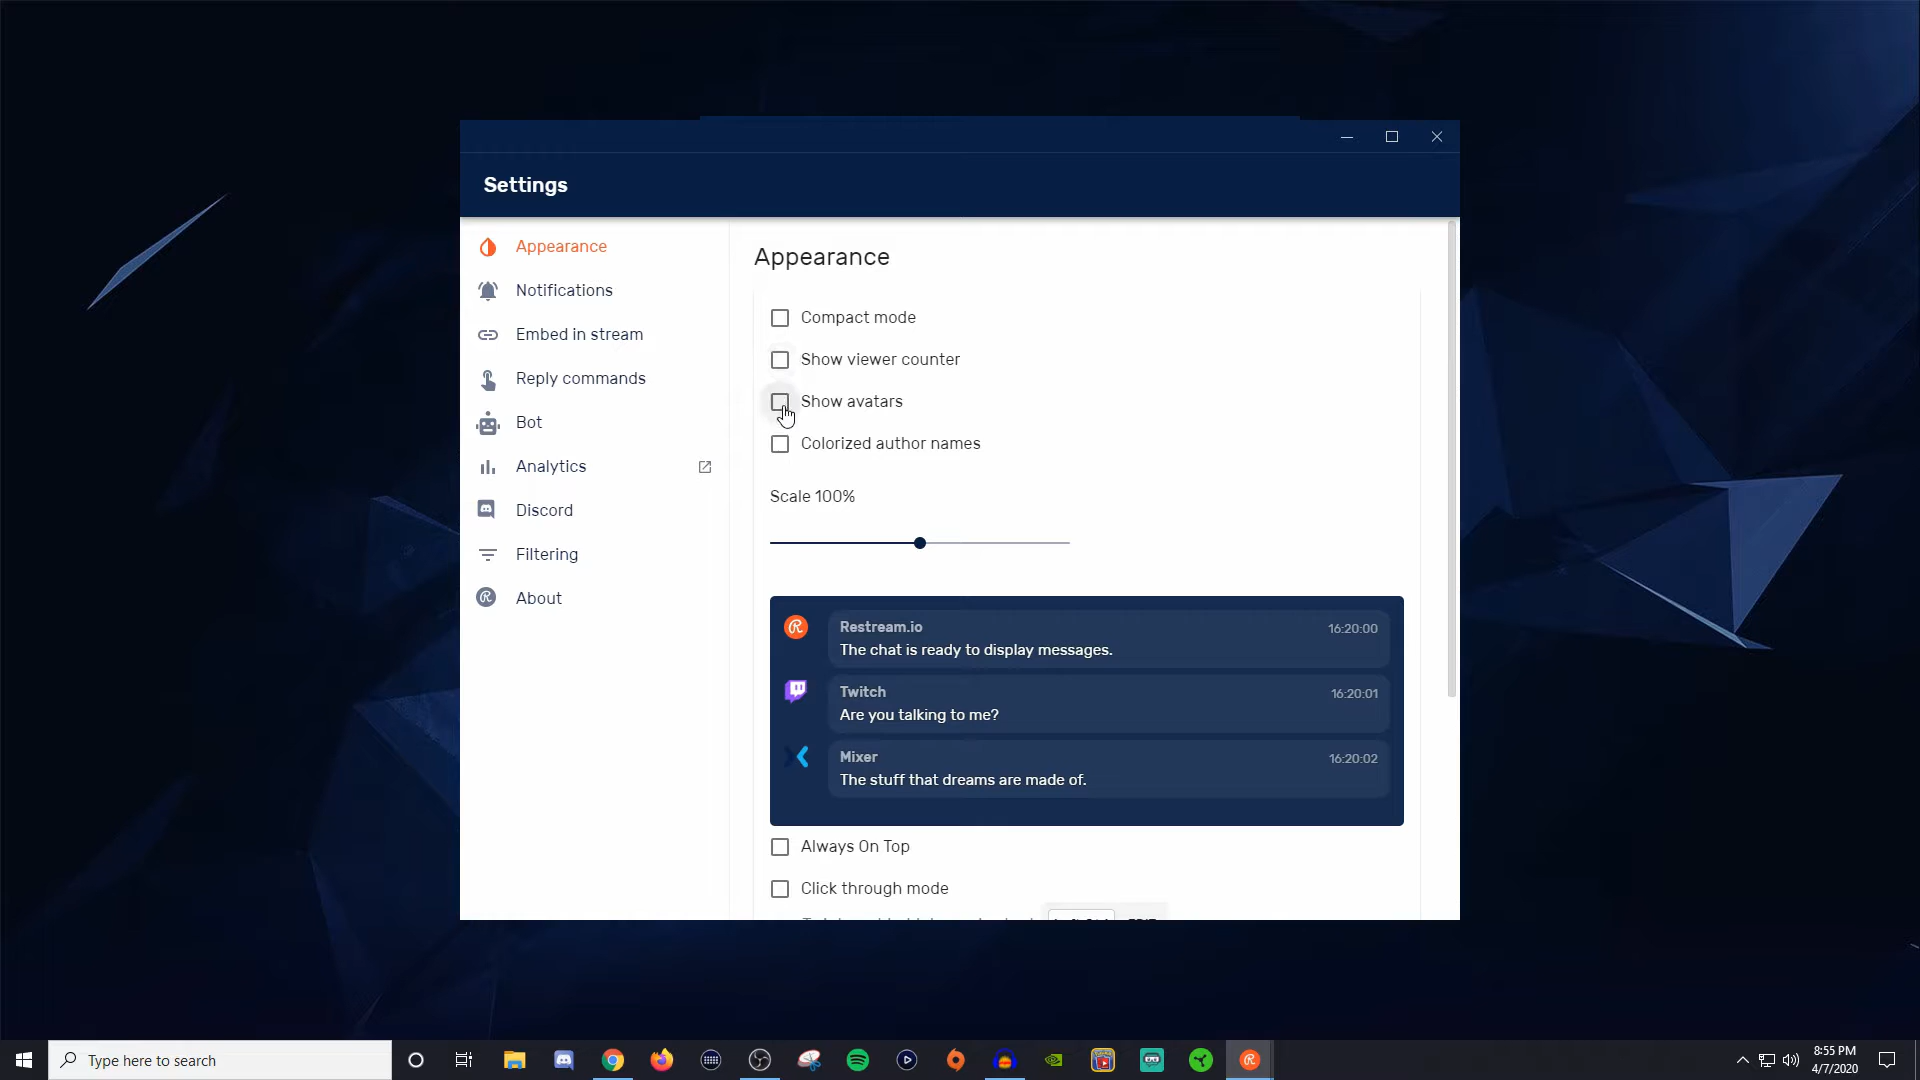 Settings
Appearance
Notifications
Embed in stream
Reply commands
Bot
Analytics
Discord
Filtering
About
Appearance
Compact mode
Show viewer counter
Show avatars
Colorized author names
Scale 100%
Restream.io 16:20:00
The chat is ready to display messages.
Twitch 16:20:01
Are you talking to me?
Mixer 16:20:02
The stuff that dreams are made of.
Always On Top
Click through mode
Type here to search
8:55 PM
4/7/2020